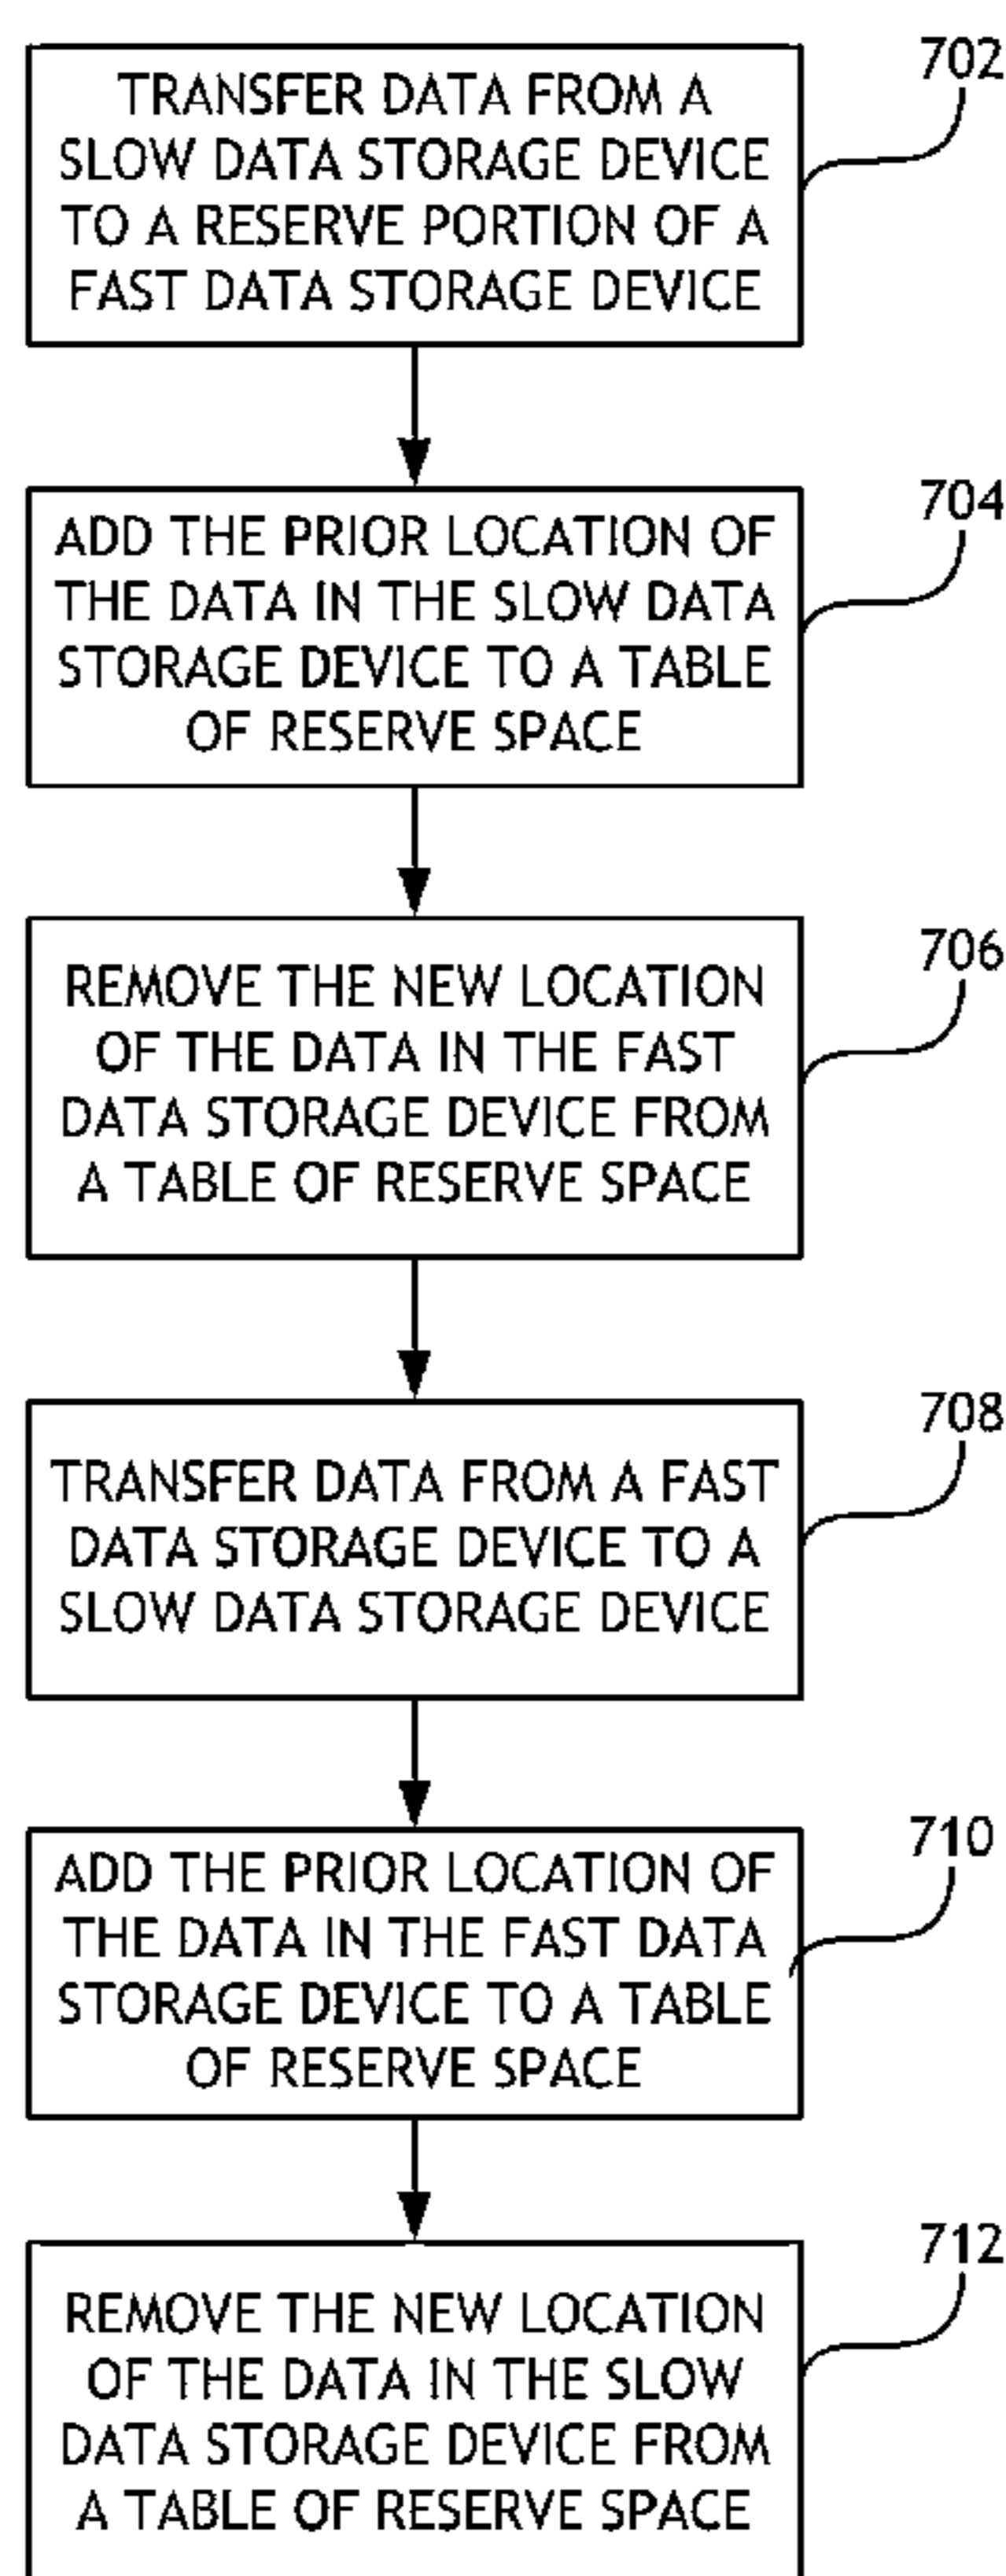 702
TRANSFER DATA FROM A
SLOW DATA STORAGE DEVICE
TO A RESERVE PORTION OF A
FAST DATA STORAGE DEVICE
704
ADD THE PRIOR LOCATION OF
THE DATA IN THE SLOW DATA
STORAGE DEVICE TO A TABLE
OF RESERVE SPACE
706
REMOVE THE NEW LOCATION
OF THE DATA IN THE FAST
DATA STORAGE DEVICE FROM
A TABLE OF RESERVE SPACE
708
TRANSFER DATA FROM A FAST
DATA STORAGE DEVICE TO A
SLOW DATA STORAGE DEVICE
710
ADD THE PRIOR LOCATION OF
THE DATA IN THE FAST DATA
STORAGE DEVICE TO A TABLE
OF RESERVE SPACE
712
REMOVE THE NEW LOCATION
OF THE DATA IN THE SLOW
DATA STORAGE DEVICE FROM
A TABLE OF RESERVE SPACE